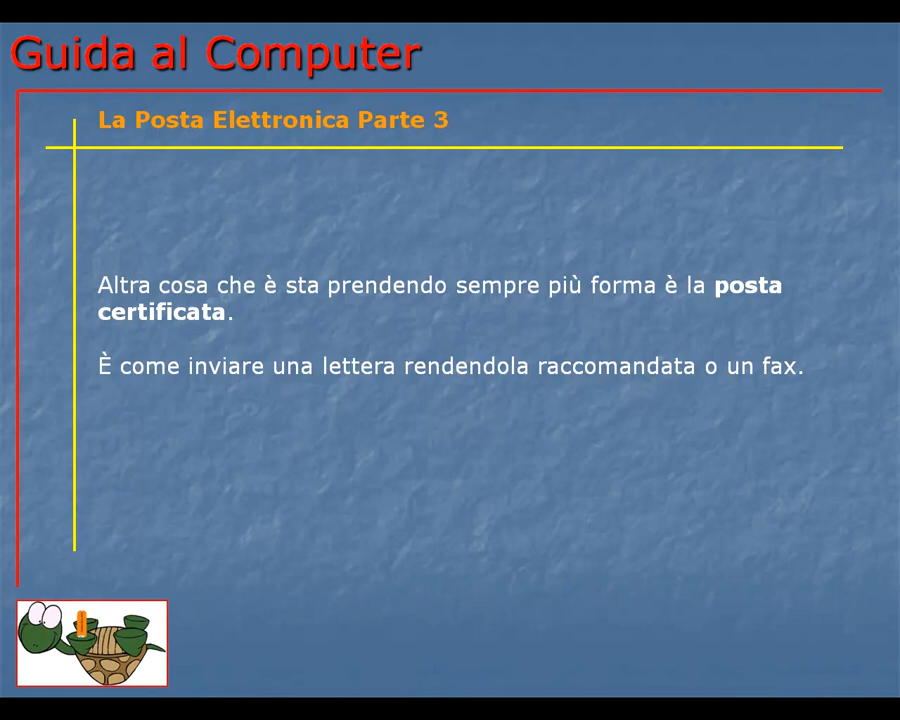 Guida al Computer
La Posta Elettronica Parte 3
Altra cosa che è sta prendendo sempre più forma è la posta
certificata.
È come inviare una lettera rendendola raccomandata o un fax.